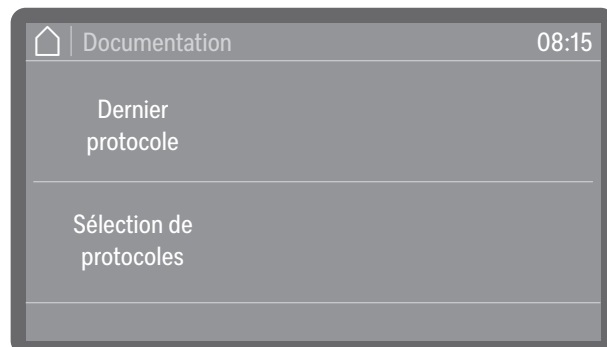 Documentation 08:15
Dernier
protocole
Sélection de
protocoles